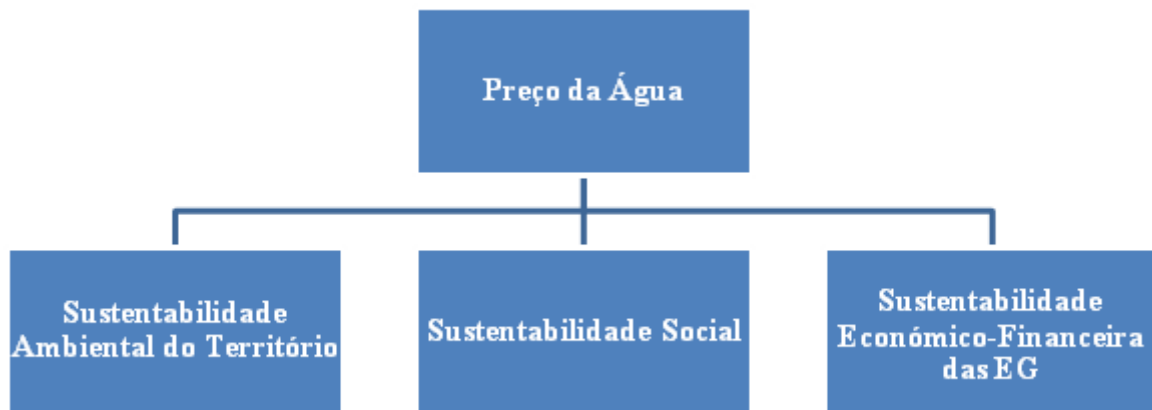 Preço da Água
Sustentabilidade
Ambiental do Território
Sustentabilidade Social
Sustentabilidade
Económico-Financeira
das EG